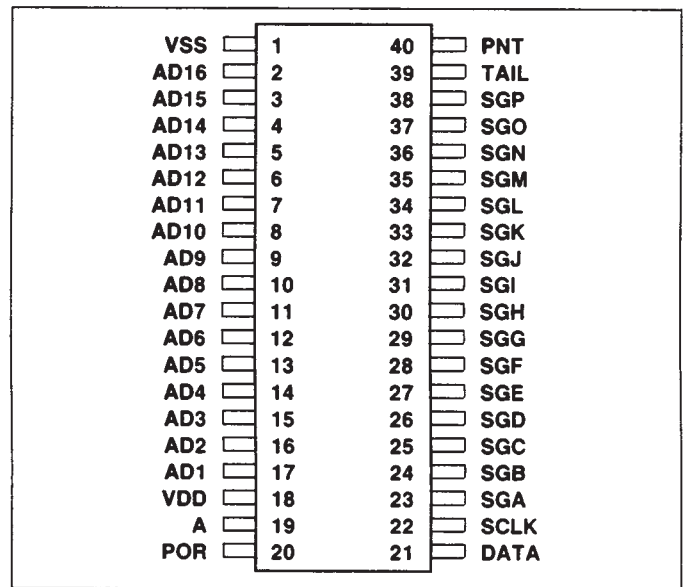 VSS 1 40 PNT
AD16 2 39 TAIL
AD15 3 38 SGP
AD14 4 37 SGO
AD13 5 36 SGN
AD12 6 35 SGM
AD11 7 34 SGL
AD10 8 33 SGK
AD9 9 32 SGJ
AD8 10 31 SGI
AD7 11 30 SGH
AD6 12 29 SGG
AD5 13 28 SGF
AD4 14 27 SGE
AD3 15 26 SGD
AD2 16 25 SGC
AD1 17 24 SGB
VDD 18 23 SGA
A 19 22 SCLK
POR 20 21 DATA